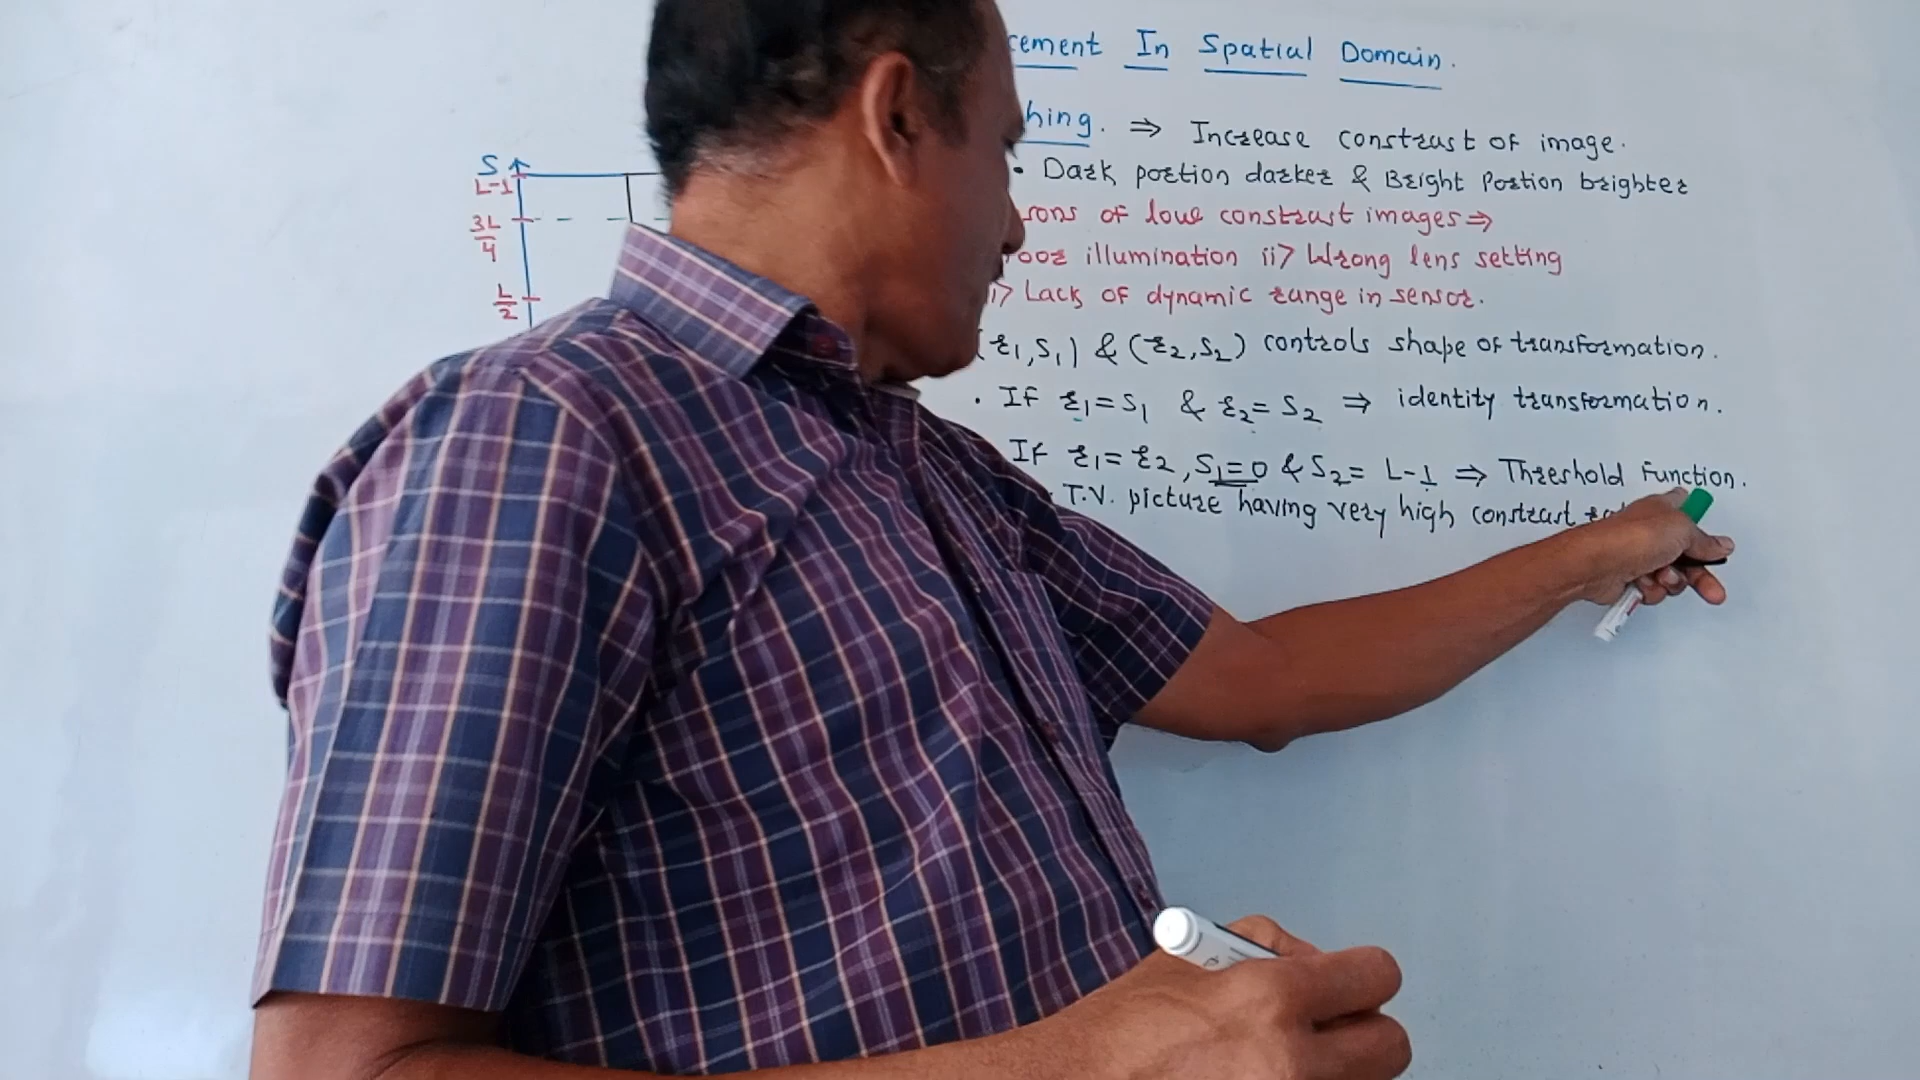 cement In Spatial Domain.
hing. ⇒ Increase constrast of image.
• Dark portion darker & Bright Portion brighter
sons of low constrast images ⇒
oor illumination ii> Wrong lens setting
i> Lack of dynamic range in sensor.
(r1,S1) & (r2,S2) controls shape of transformation.
• If r1=S1 & r2=S2 ⇒ identity transformation.
If r1=r2, S1=0 & S2=L-1 ⇒ Threshold Function.
• T.V. picture having very high constrast
S
L-1
3L/4
L/2